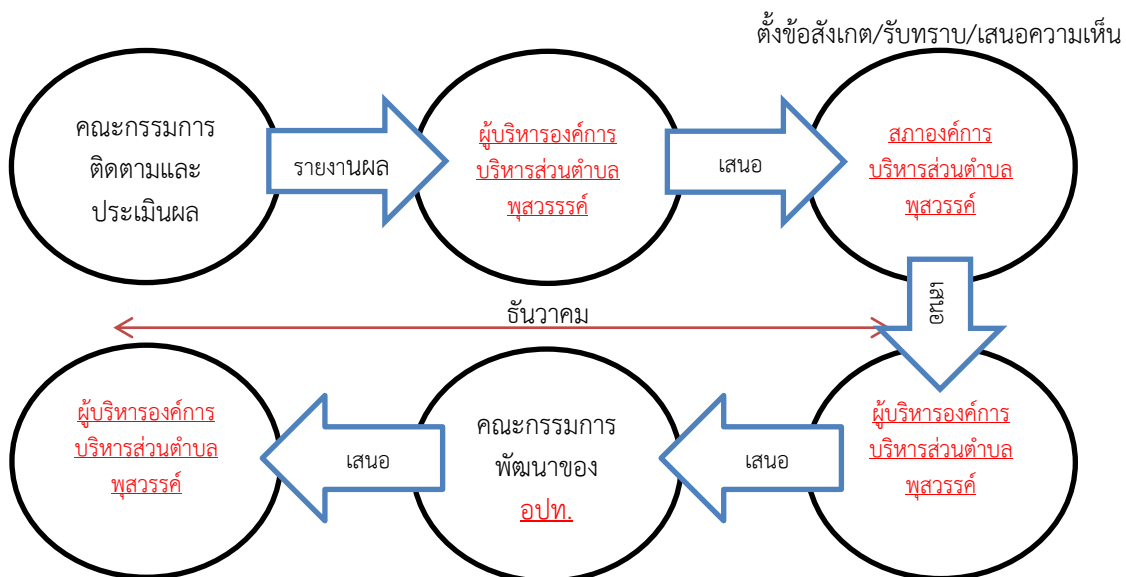 ตั้งข้อสังเกต/รับทราบ/เสนอความเห็น
คณะกรรมการ
ติดตามและ
ประเมินผล
รายงานผล
ผู้บริหารองค์การ
บริหารส่วนตำบล
พุสวรรรค์
เสนอ
สภาองค์การ
บริหารส่วนตำบล
พุสวรรค์
เสนอ
ธันวาคม
ผู้บริหารองค์การ
บริหารส่วนตำบล
พุสวรรค์
เสนอ
คณะกรรมการ
พัฒนาของ
อปท.
เสนอ
ผู้บริหารองค์การ
บริหารส่วนตำบล
พุสวรรค์